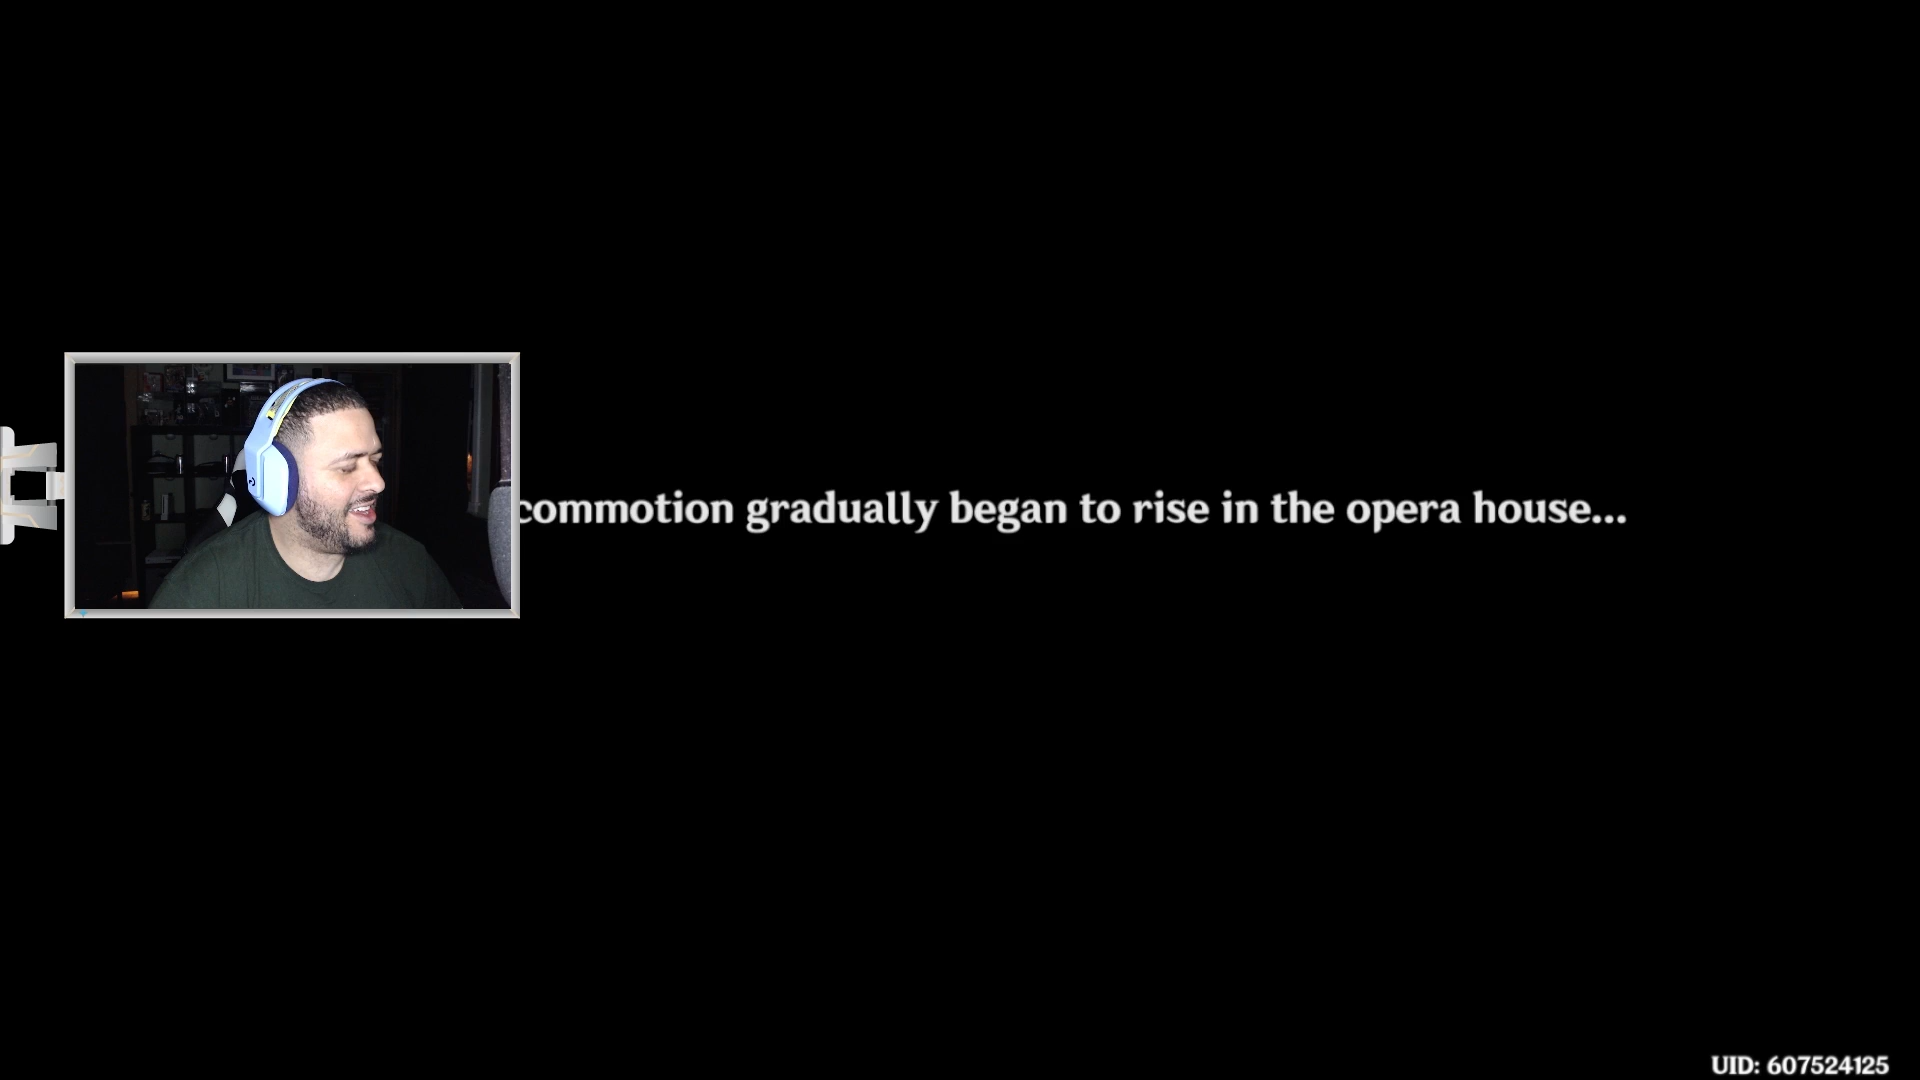 commotion gradually began to rise in the opera house...
UID: 607524125